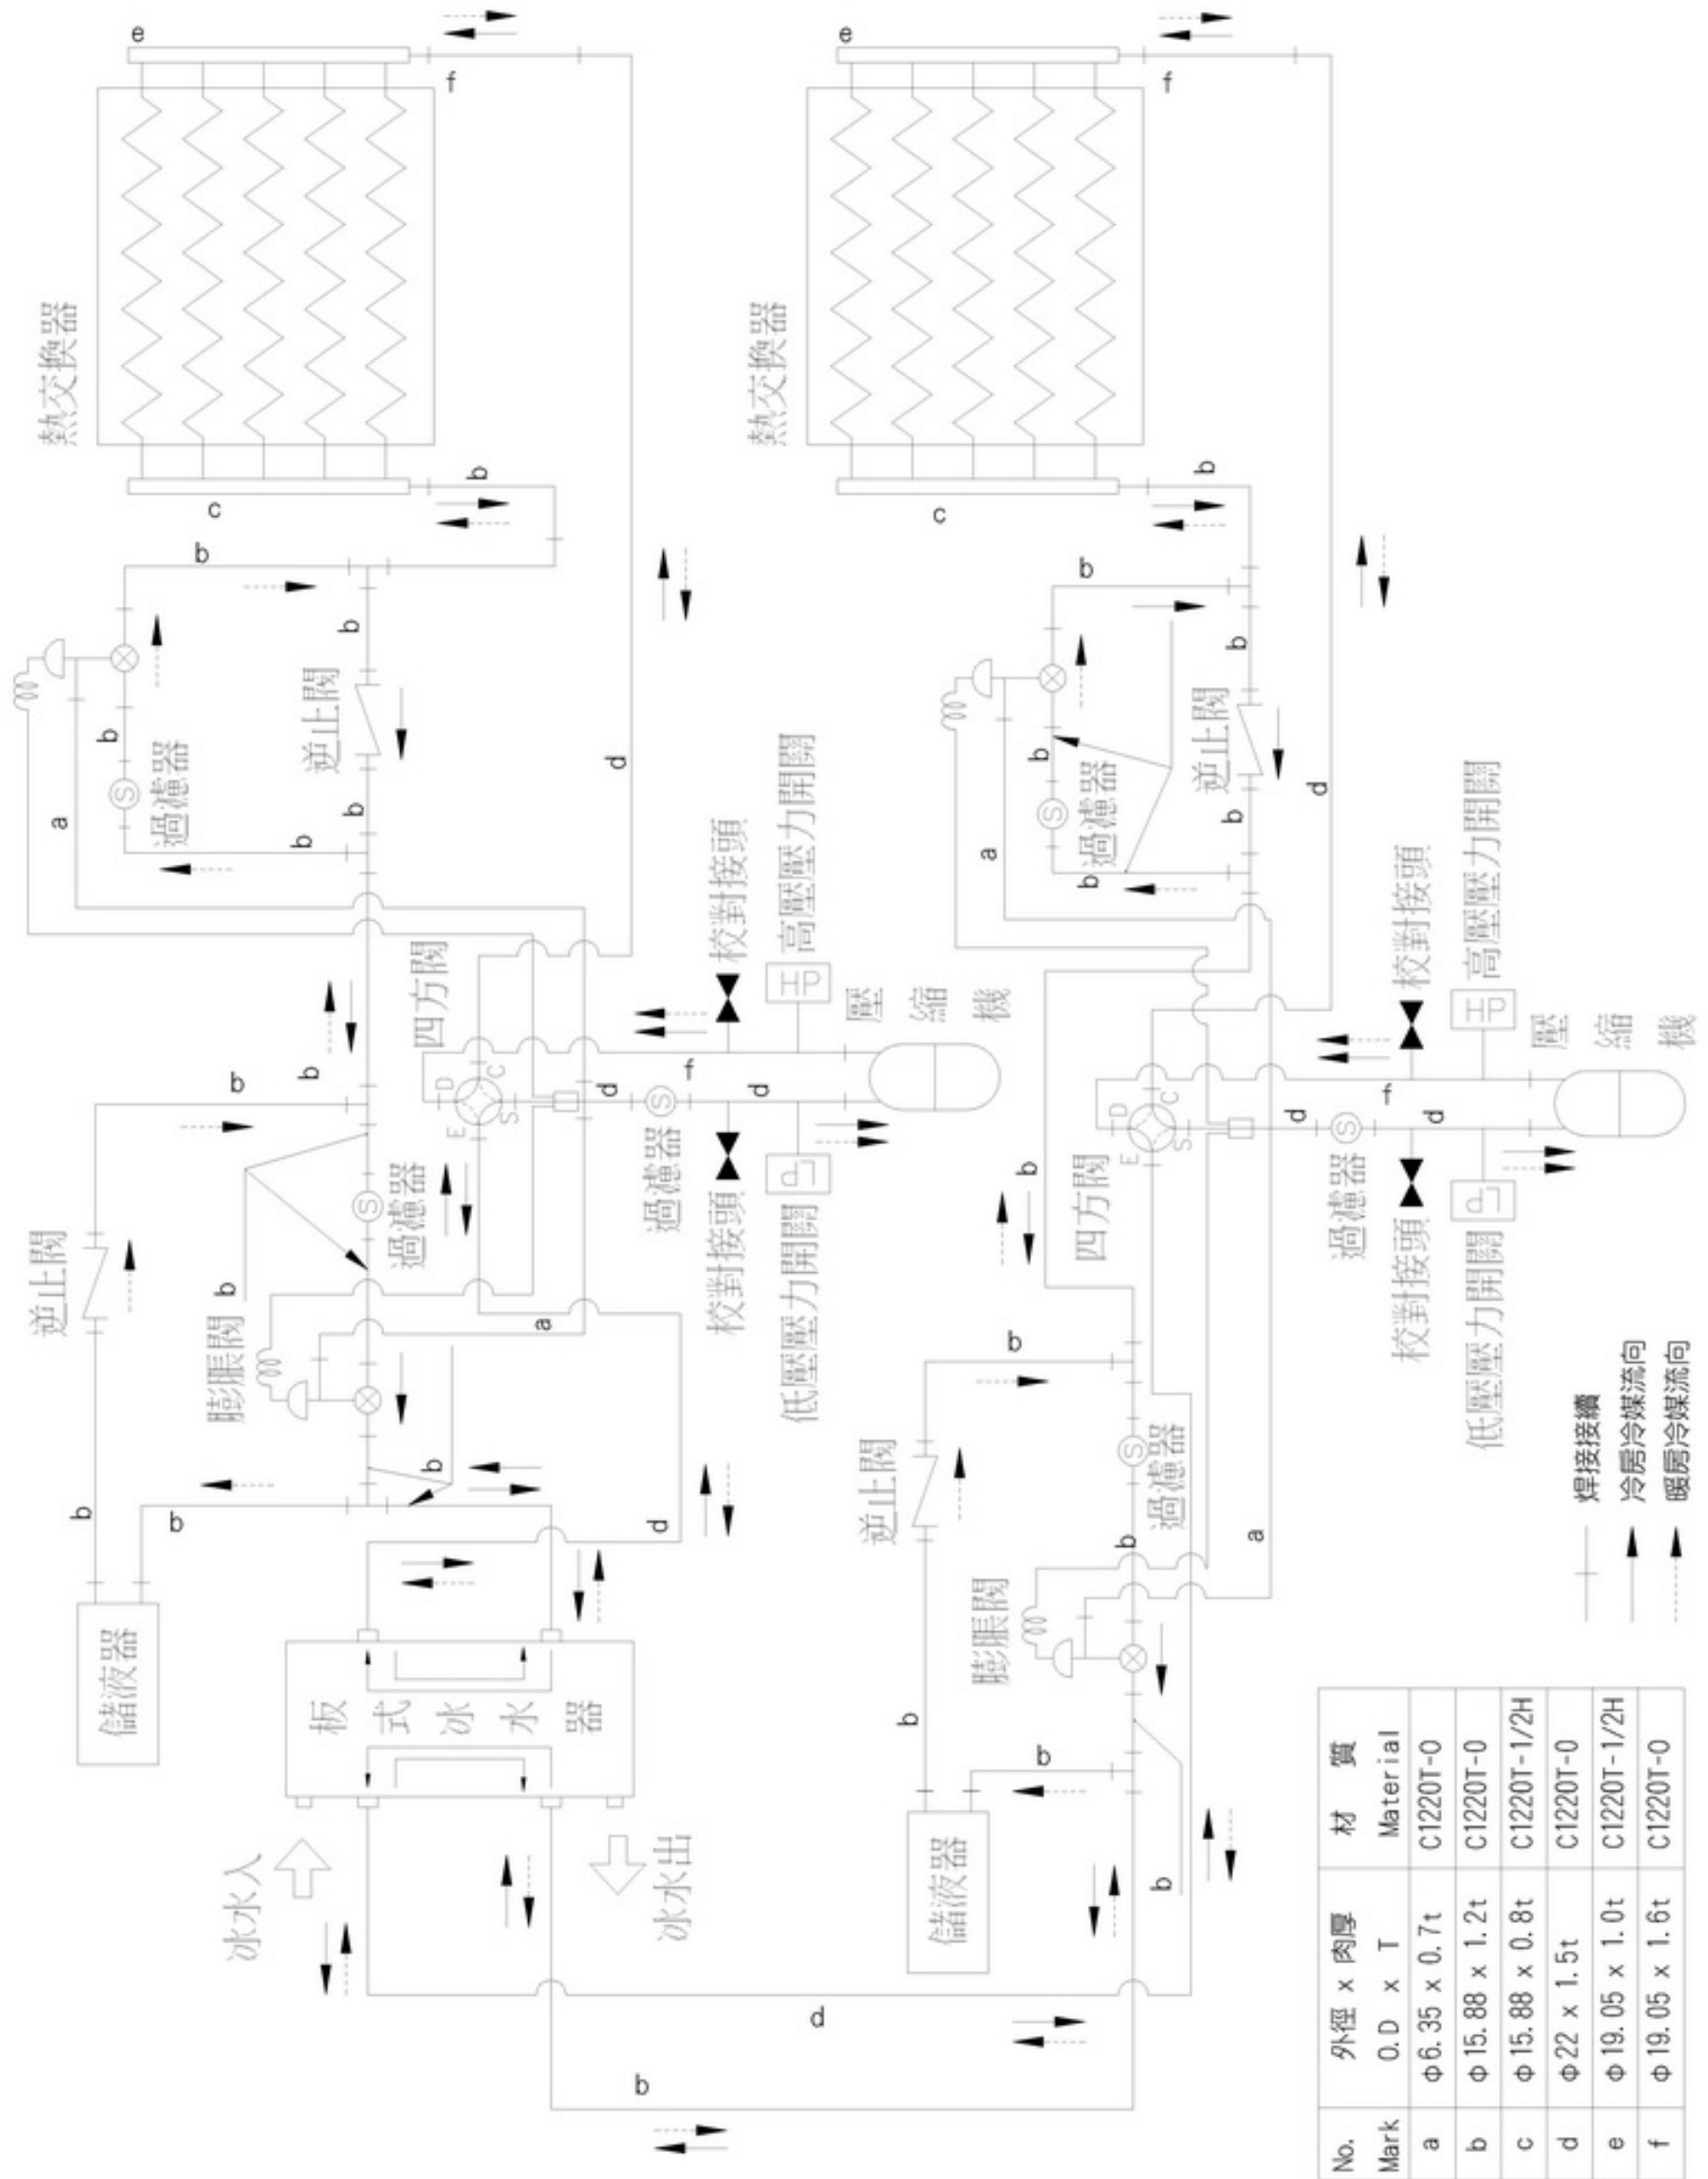 儲液器
b
b
逆止閥
b
b
b
膨脹閥
b
過濾器
a
b
過濾器
b
b
b
逆止閥
b
b
b
熱交換器
c
e
f
冰水入
冰水出
板式冰水器
d
a
四方閥
E
D
S
C
d
過濾器
d
f
校對接頭
低壓壓力開關
LP
校對接頭
高壓壓力開關
HP
壓縮機
d
b
d
儲液器
b
b
b
逆止閥
b
膨脹閥
b
過濾器
a
b
四方閥
E
D
S
C
d
過濾器
d
f
校對接頭
低壓壓力開關
LP
校對接頭
高壓壓力開關
HP
壓縮機
a
b
過濾器
b
b
b
逆止閥
b
b
d
熱交換器
c
e
f
No. 外徑 x 肉厚 材 質
Mark O.D x T Material
a φ6.35 x 0.7t C1220T-O
b φ15.88 x 1.2t C1220T-O
c φ15.88 x 0.8t C1220T-1/2H
d φ22 x 1.5t C1220T-O
e φ19.05 x 1.0t C1220T-1/2H
f φ19.05 x 1.6t C1220T-O
焊接接續
冷房冷媒流向
暖房冷媒流向